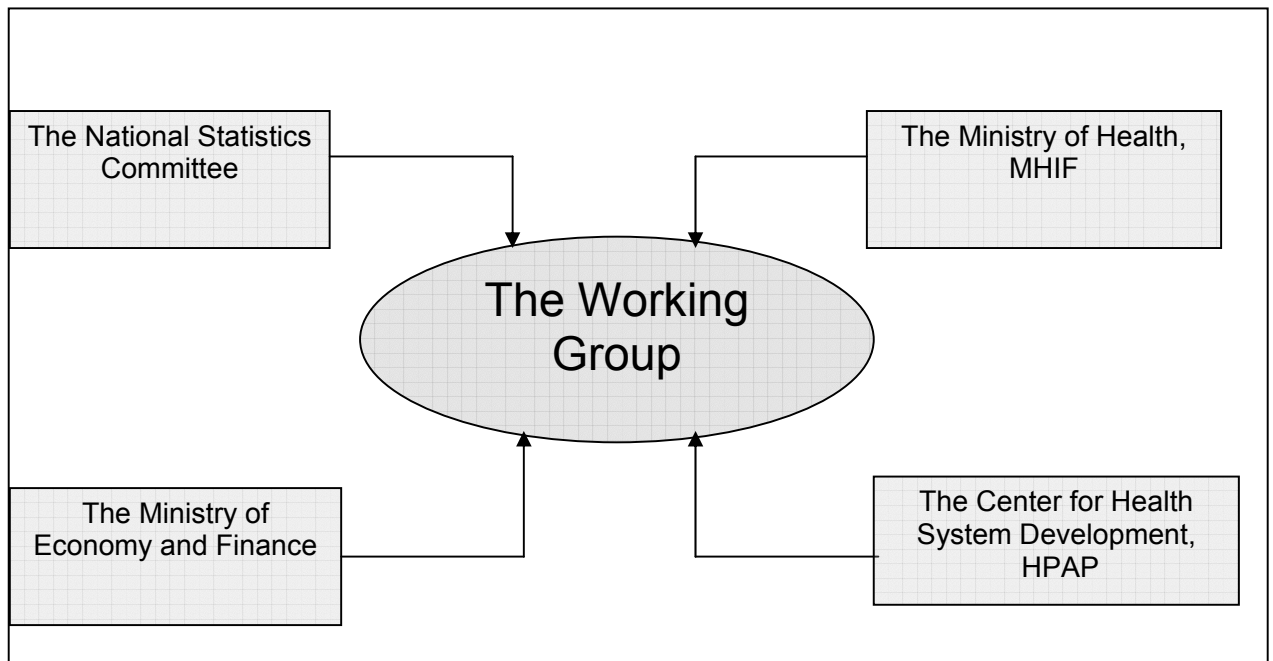 The National Statistics
Committee
The Ministry of Health,
MHIF
The Working
Group
The Ministry of
Economy and Finance
The Center for Health
System Development,
HPAP